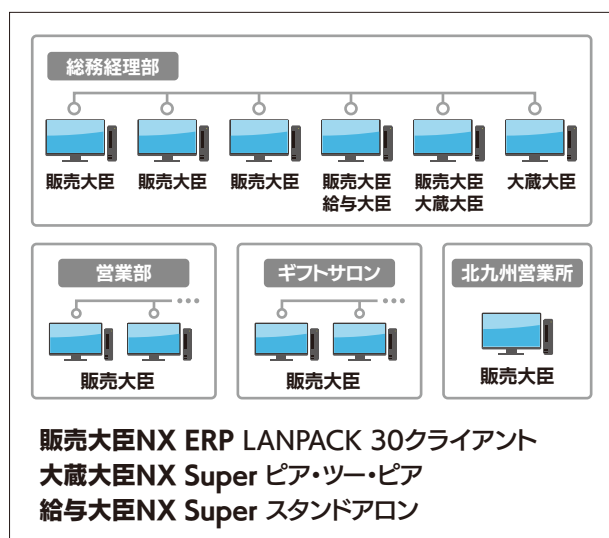 総務経理部
販売大臣 販売大臣 販売大臣 販売大臣 販売大臣 大蔵大臣
給与大臣 大蔵大臣
営業部 ギフトサロン 北九州営業所
販売大臣 販売大臣 販売大臣
販売大臣NX ERP LANPACK 30クライアント
大蔵大臣NX Super ピア・ツー・ピア
給与大臣NX Super スタンドアロン